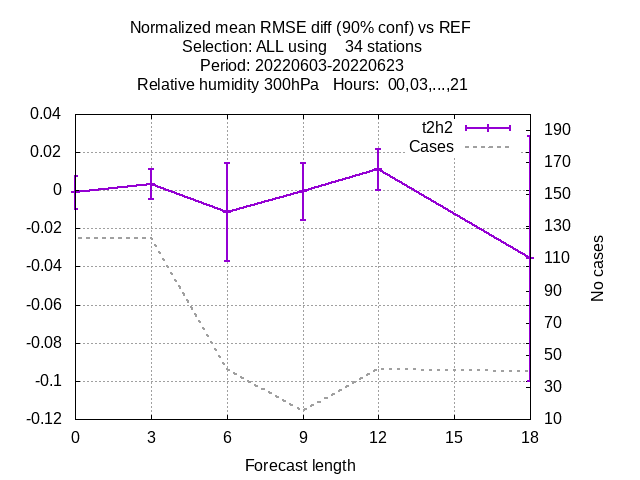 Normalized mean RMSE diff (90% conf) vs REF
Selection: ALL using    34 stations
Period: 20220603-20220623
Relative humidity 300hPa   Hours:  00,03,...,21
t2h2
Cases
0.04
0.02
0
-0.02
-0.04
-0.06
-0.08
-0.1
-0.12
190
170
150
130
110
90
70
50
30
10
No cases
0 3 6 9 12 15 18
Forecast length